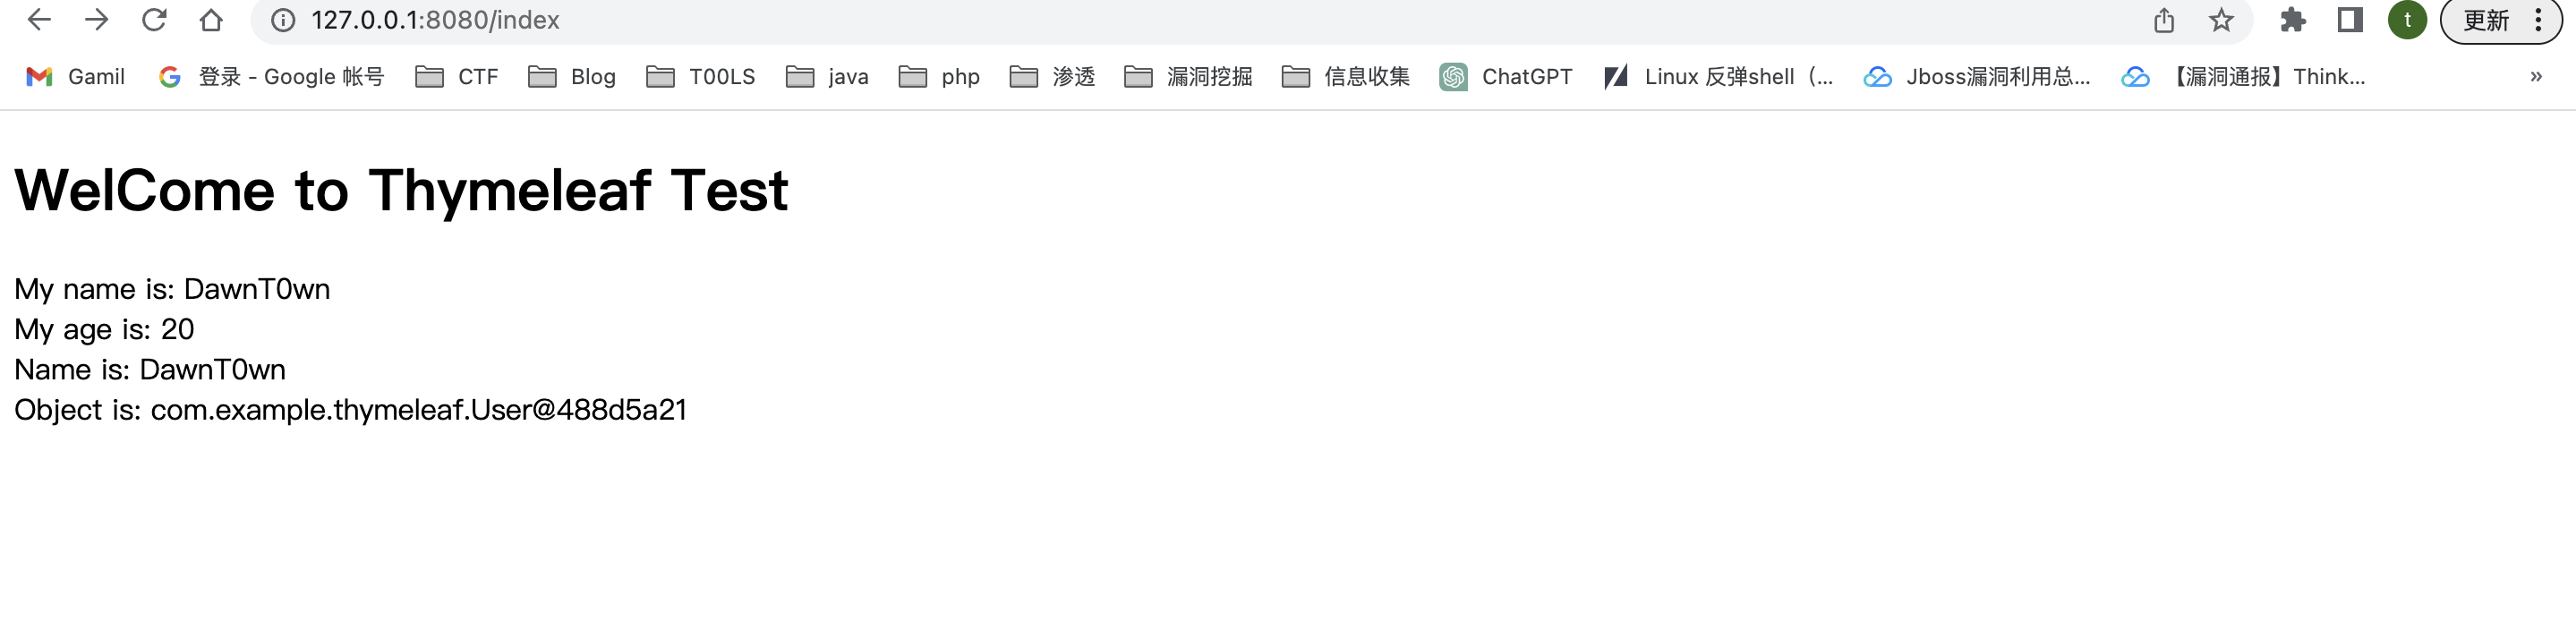 127.0.0.1:8080/index t 更新
Gamil 登录 - Google 帐号 CTF Blog T00LS java php 渗透 漏洞挖掘 信息收集 ChatGPT Linux 反弹shell（... Jboss漏洞利用总... 【漏洞通报】Think... »
WelCome to Thymeleaf Test
My name is: DawnT0wn
My age is: 20
Name is: DawnT0wn
Object is: com.example.thymeleaf.User@488d5a21